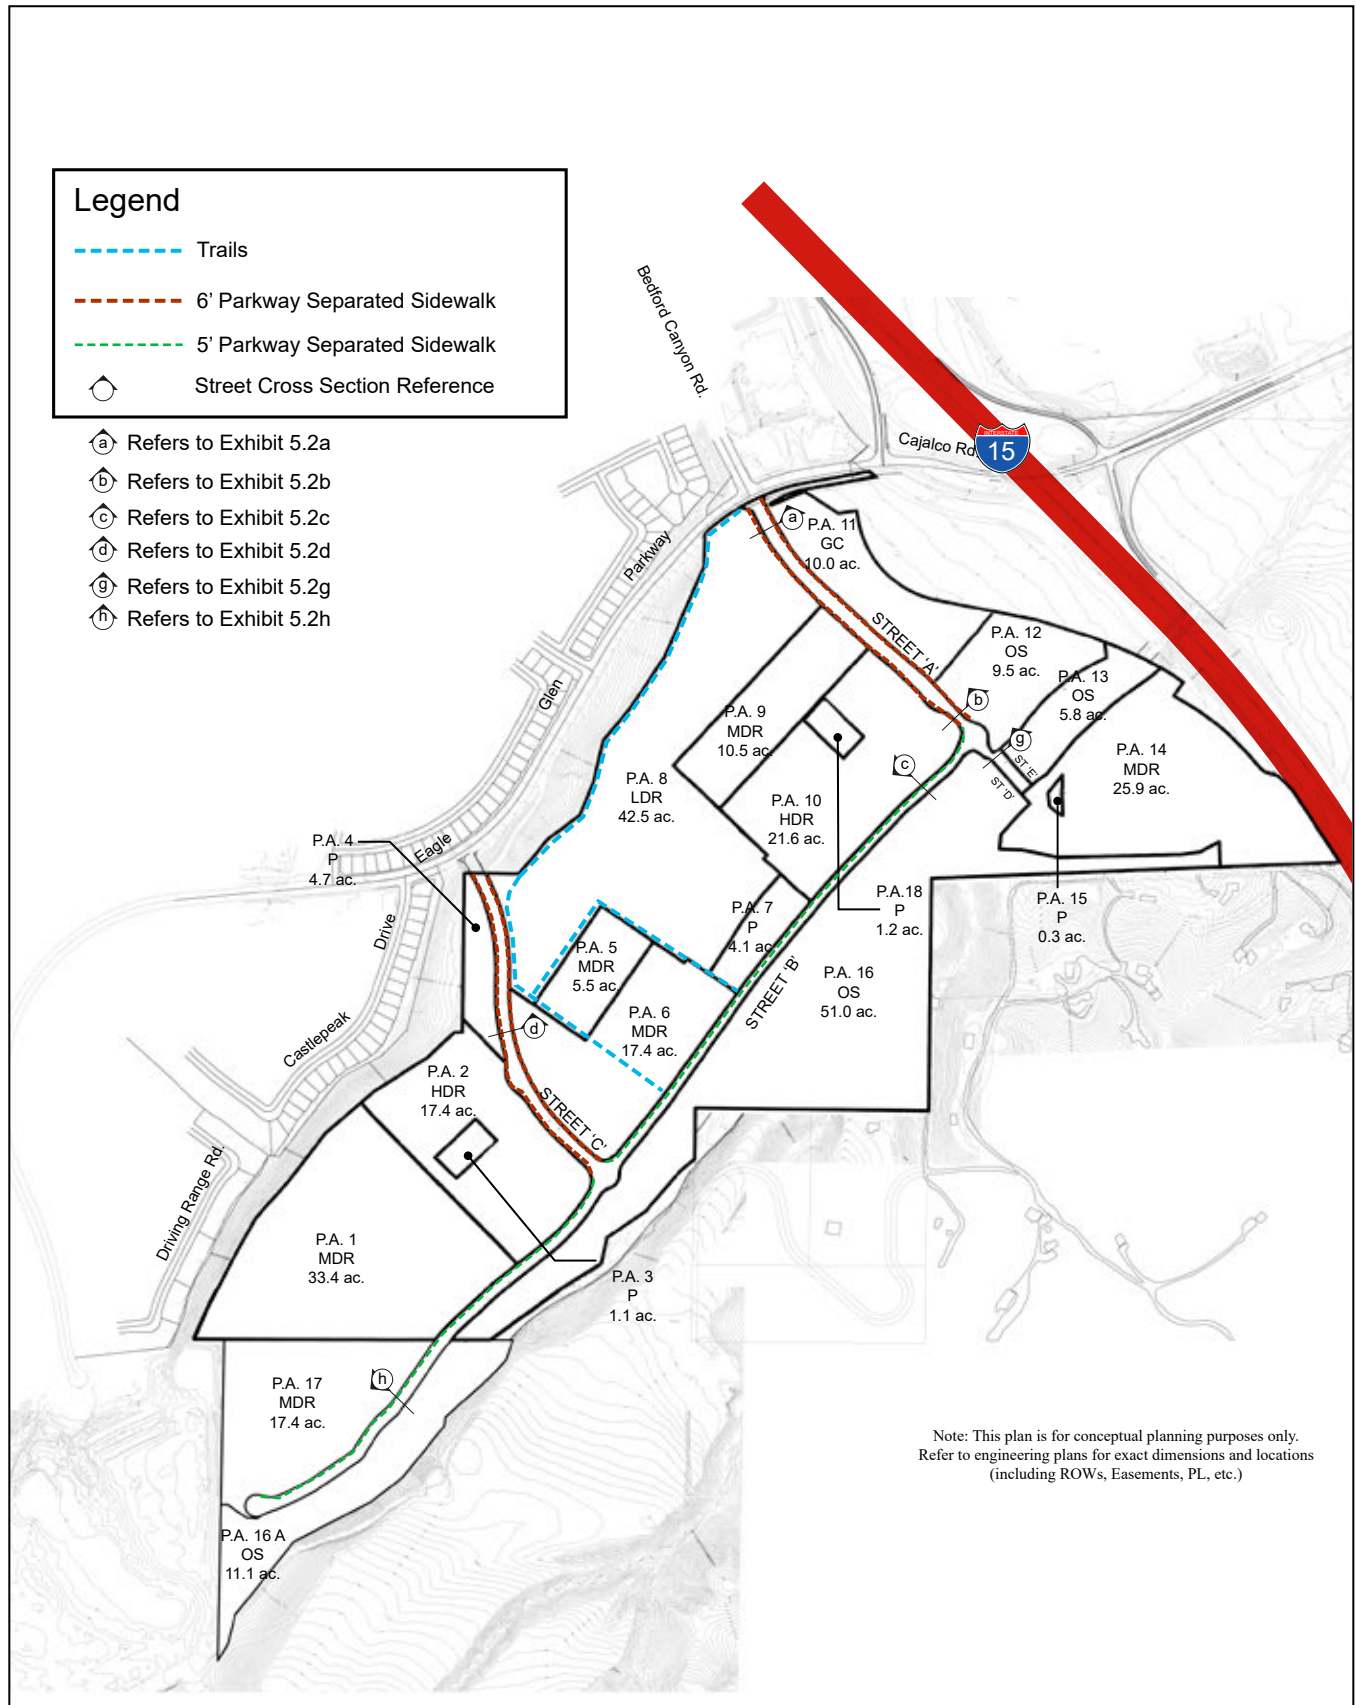 Legend
Trails
6’ Parkway Separated Sidewalk
5’ Parkway Separated Sidewalk
Street Cross Section Reference
a Refers to Exhibit 5.2a
b Refers to Exhibit 5.2b
c Refers to Exhibit 5.2c
d Refers to Exhibit 5.2d
g Refers to Exhibit 5.2g
h Refers to Exhibit 5.2h
Bedford Canyon Rd.
Cajalco Rd.
INTERSTATE
15
Parkway
Glen
Eagle
Drive
Castlepeak
Driving Range Rd.
a
P.A. 11
GC
10.0 ac.
STREET ‘A’
P.A. 12
OS
9.5 ac.
P.A. 13
OS
5.8 ac.
b
g
ST ‘E’
ST ‘D’
P.A. 14
MDR
25.9 ac.
P.A. 9
MDR
10.5 ac.
c
P.A. 8
LDR
42.5 ac.
P.A. 10
HDR
21.6 ac.
P.A. 4
P
4.7 ac.
P.A.18
P
1.2 ac.
P.A. 15
P
0.3 ac.
P.A. 7
P
4.1 ac.
P.A. 5
MDR
5.5 ac.
P.A. 16
OS
51.0 ac.
STREET ‘B’
P.A. 6
MDR
17.4 ac.
d
P.A. 2
HDR
17.4 ac.
STREET ‘C’
P.A. 1
MDR
33.4 ac.
P.A. 3
P
1.1 ac.
h
P.A. 17
MDR
17.4 ac.
P.A. 16 A
OS
11.1 ac.
Note: This plan is for conceptual planning purposes only.
Refer to engineering plans for exact dimensions and locations
(including ROWs, Easements, PL, etc.)